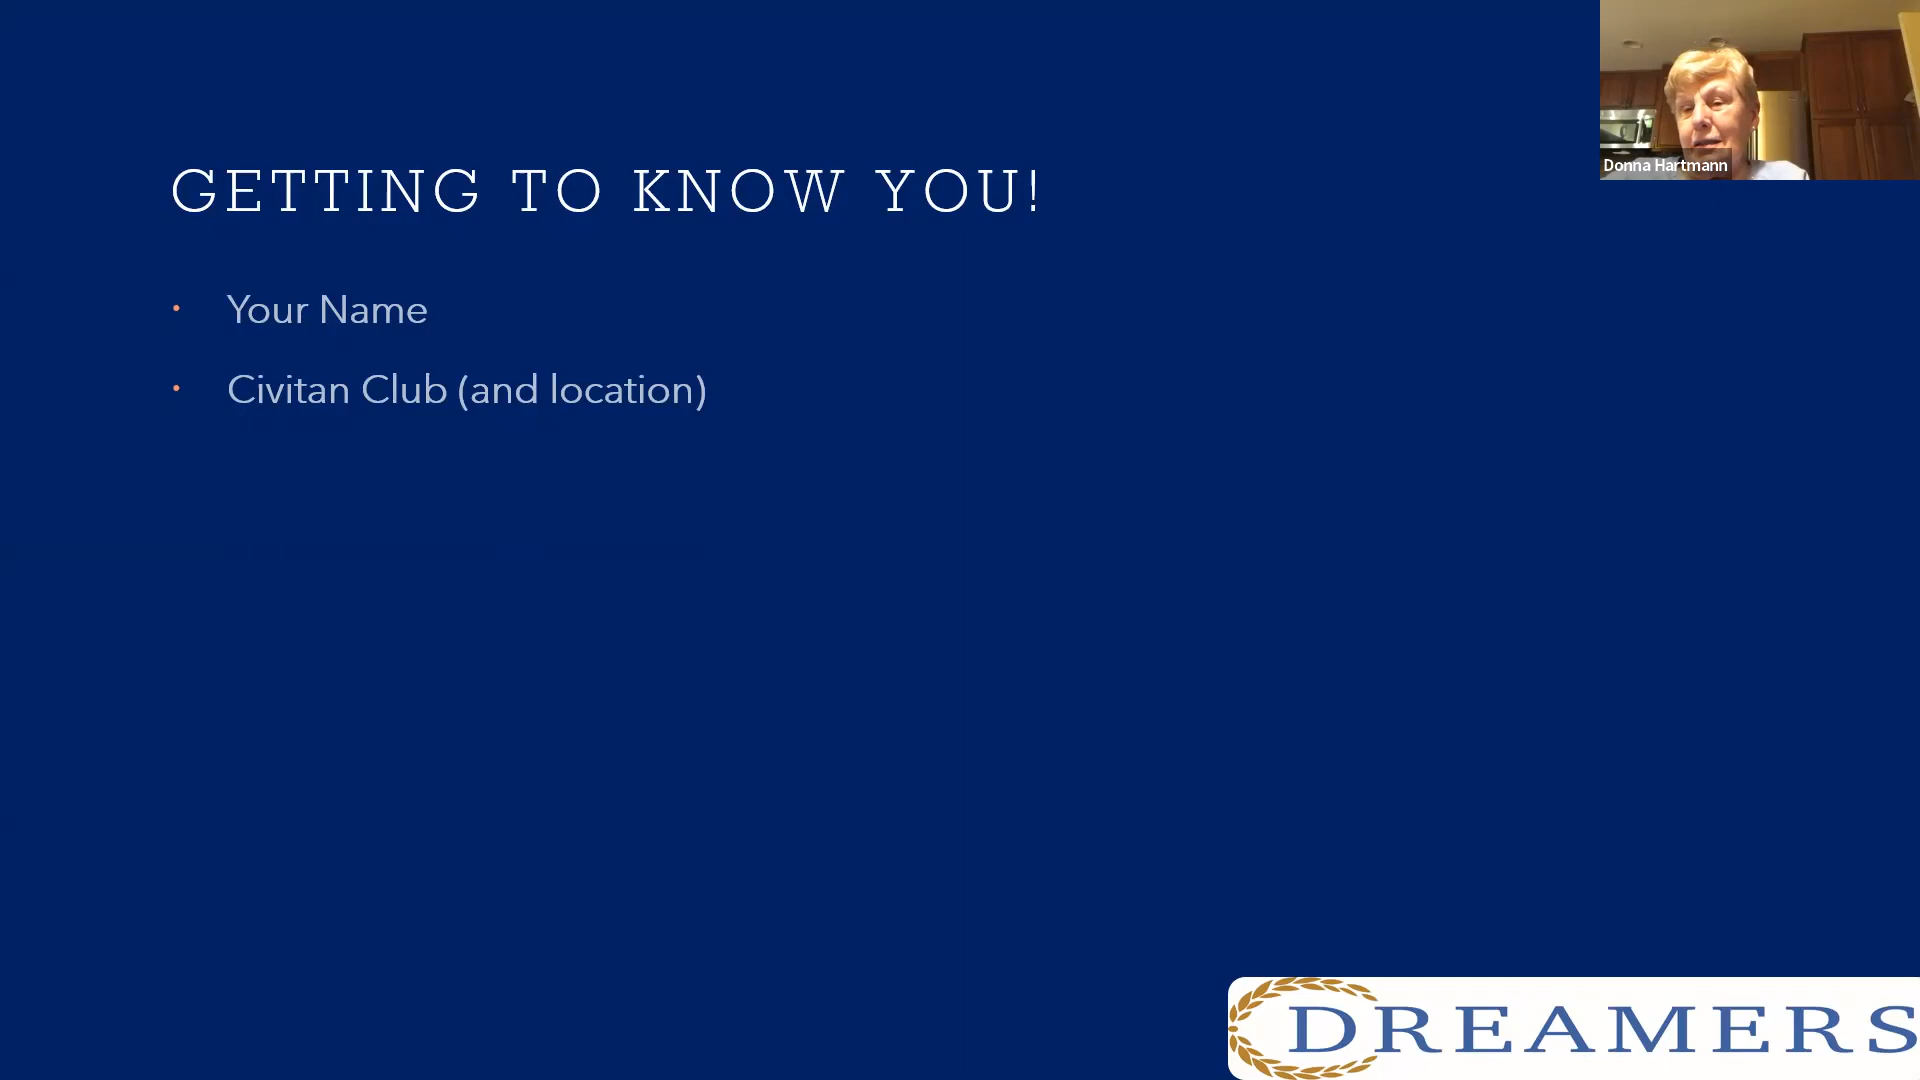 GETTING TO KNOW YOU!
• Your Name
• Civitan Club (and location)
Donna Hartmann
DREAMERS